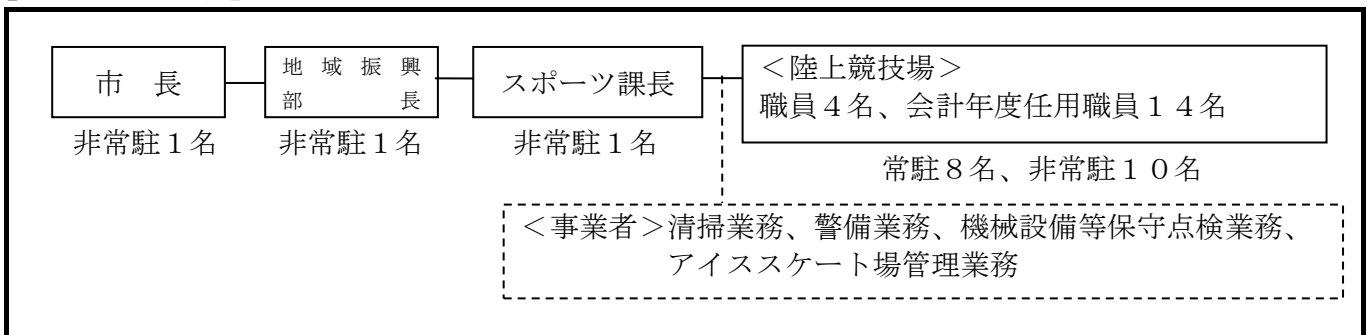 市 長
地域振興
部 長
スポーツ課長
＜陸上競技場＞
職員４名、会計年度任用職員１４名
非常駐１名
非常駐１名
非常駐１名
常駐８名、非常駐１０名
＜事業者＞清掃業務、警備業務、機械設備等保守点検業務、
アイススケート場管理業務